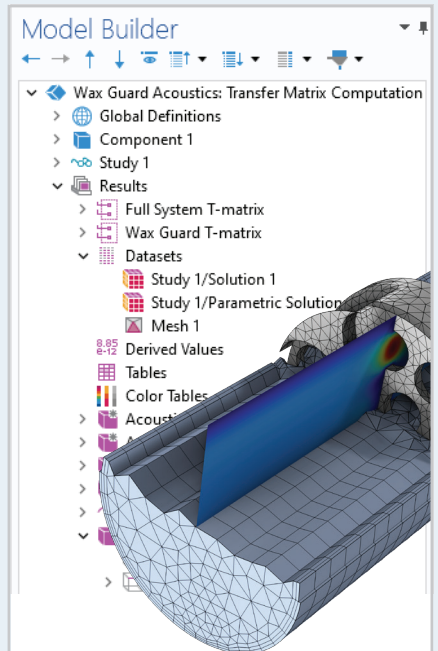 Model Builder
Wax Guard Acoustics: Transfer Matrix Computation
Global Definitions
Component 1
Study 1
Results
Full System T-matrix
Wax Guard T-matrix
Datasets
Study 1/Solution 1
Study 1/Parametric Solution
Mesh 1
8.85
e-12
Derived Values
Tables
Color Tables